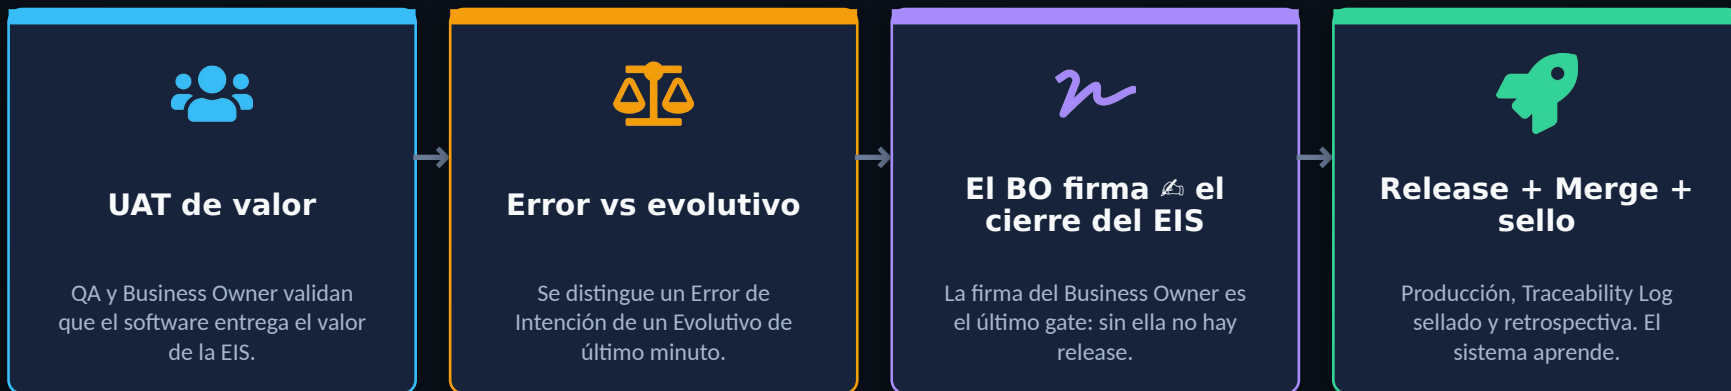 UAT de valor
QA y Business Owner validan
que el software entrega el valor
de la EIS.
Error vs evolutivo
Se distingue un Error de
Intención de un Evolutivo de
último minuto.
El BO firma ✍ el
cierre del EIS
La firma del Business Owner es
el último gate: sin ella no hay
release.
Release + Merge +
sello
Producción, Traceability Log
sellado y retrospectiva. El
sistema aprende.